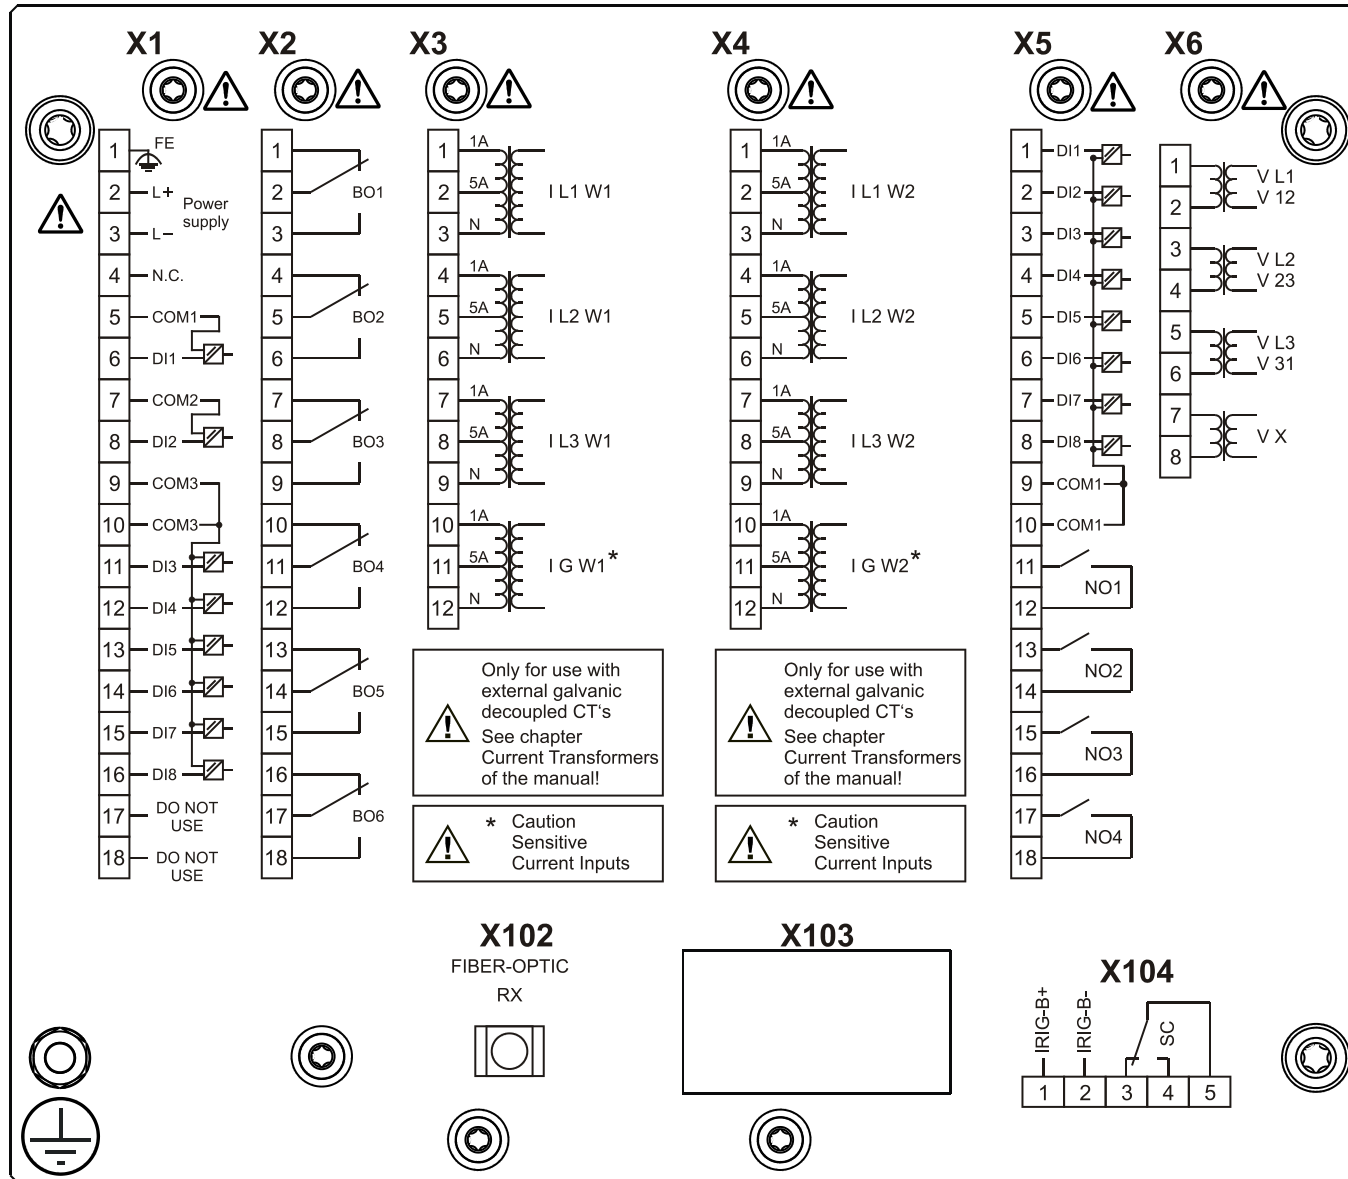 X1
1
FE
2
L+
Power
supply
3
L−
4
N.C.
5
COM1
6
DI1
7
COM2
8
DI2
9
COM3
10
COM3
11
DI3
12
DI4
13
DI5
14
DI6
15
DI7
16
DI8
17
DO NOT
USE
18
DO NOT
USE
X2
1
2
BO1
3
4
5
BO2
6
7
8
BO3
9
10
11
BO4
12
13
14
BO5
15
16
17
BO6
18
X3
1
1A
2
5A
I L1 W1
3
N
4
1A
5
5A
I L2 W1
6
N
7
1A
8
5A
I L3 W1
9
N
10
1A
11
5A
I G W1*
12
N
Only for use with
external galvanic
decoupled CT‘s
See chapter
Current Transformers
of the manual!
* Caution
Sensitive
Current Inputs
X4
1
1A
2
5A
I L1 W2
3
N
4
1A
5
5A
I L2 W2
6
N
7
1A
8
5A
I L3 W2
9
N
10
1A
11
5A
I G W2*
12
N
Only for use with
external galvanic
decoupled CT‘s
See chapter
Current Transformers
of the manual!
* Caution
Sensitive
Current Inputs
X5
1
DI1
2
DI2
3
DI3
4
DI4
5
DI5
6
DI6
7
DI7
8
DI8
9
COM1
10
COM1
11
NO1
12
13
NO2
14
15
NO3
16
17
NO4
18
X6
1
V L1
2
V 12
3
V L2
4
V 23
5
V L3
6
V 31
7
V X
8
X102
FIBER-OPTIC
RX
X103
X104
IRIG-B+
IRIG-B-
SC
1 2 3 4 5